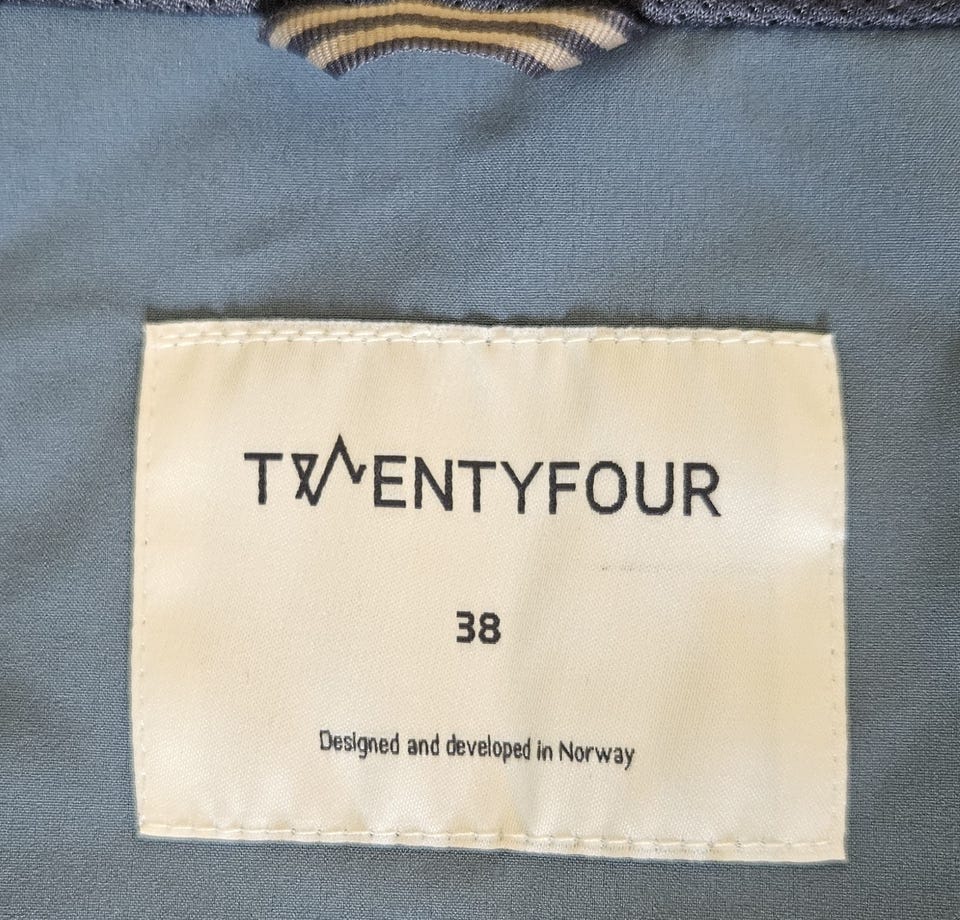 TWENTYFOUR
38
Designed and developed in Norway